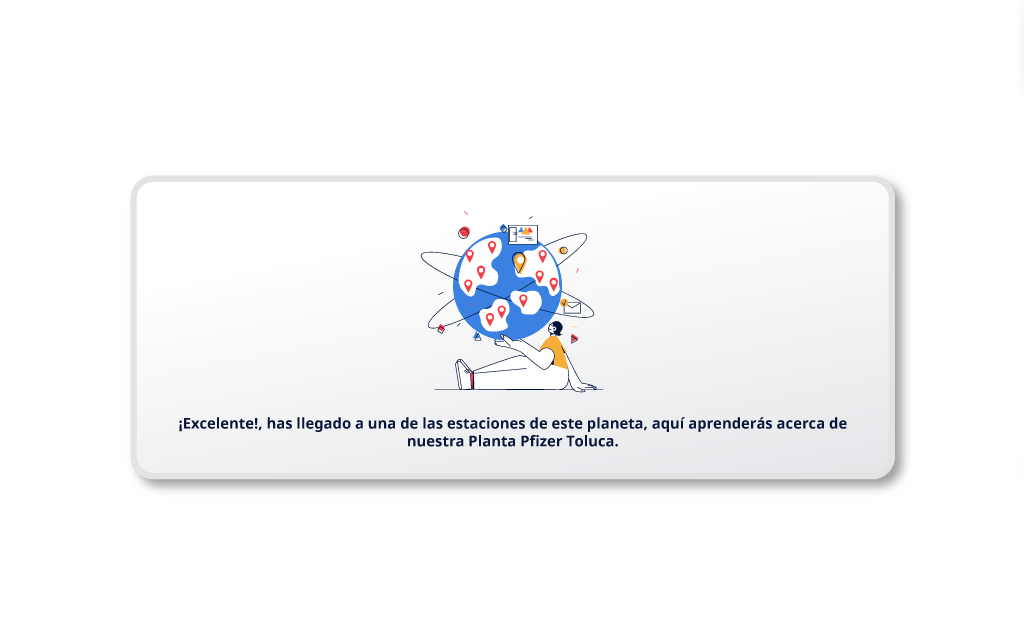 ¡Excelente!, has llegado a una de las estaciones de este planeta, aquí aprenderás acerca de
nuestra Planta Pfizer Toluca.